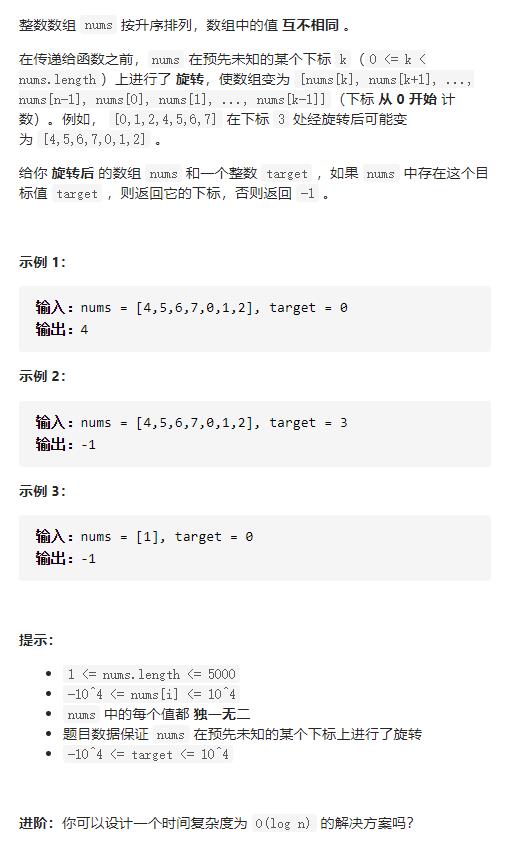 整数数组 nums 按升序排列，数组中的值 互不相同 。
在传递给函数之前，nums 在预先未知的某个下标 k（ 0 <= k <
nums.length ）上进行了 旋转，使数组变为 [nums[k], nums[k+1], ...,
nums[n-1], nums[0], nums[1], ..., nums[k-1]]（下标 从 0 开始 计
数）。例如， [0,1,2,4,5,6,7] 在下标 3 处经旋转后可能变
为 [4,5,6,7,0,1,2] 。
给你 旋转后 的数组 nums 和一个整数 target ，如果 nums 中存在这个目
标值 target ，则返回它的下标，否则返回 -1 。
示例 1：
输入：nums = [4,5,6,7,0,1,2], target = 0
输出：4
示例 2：
输入：nums = [4,5,6,7,0,1,2], target = 3
输出：-1
示例 3：
输入：nums = [1], target = 0
输出：-1
提示：
• 1 <= nums.length <= 5000
• -10^4 <= nums[i] <= 10^4
• nums 中的每个值都 独一无二
• 题目数据保证 nums 在预先未知的某个下标上进行了旋转
• -10^4 <= target <= 10^4
进阶：你可以设计一个时间复杂度为 O(log n) 的解决方案吗？